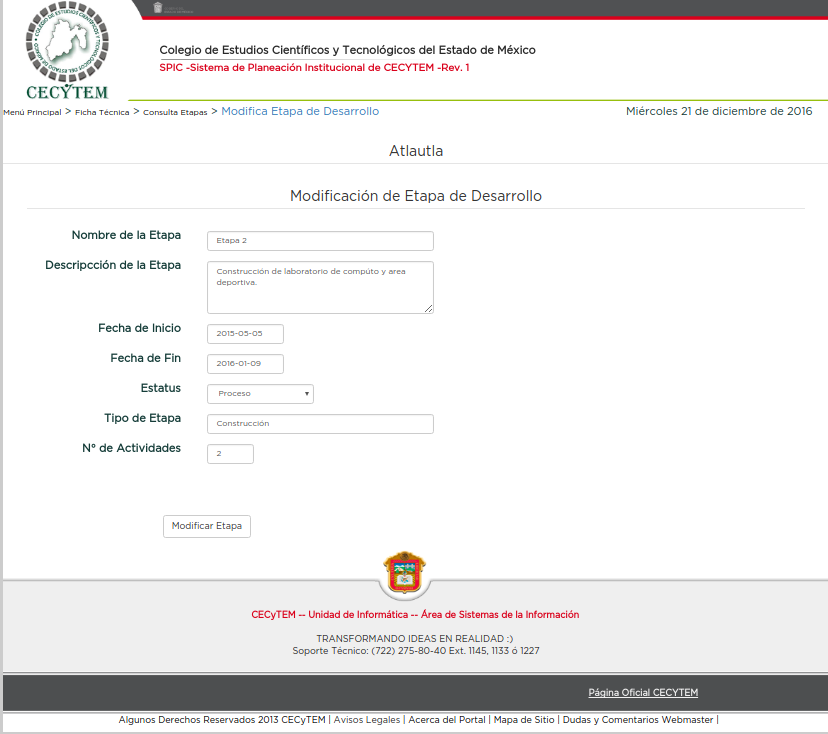 CECYTEM
Colegio de Estudios Científicos y Tecnológicos del Estado de México
SPIC -Sistema de Planeación Institucional de CECYTEM -Rev. 1
Menú Principal > Ficha Técnica > Consulta Etapas > Modifica Etapa de Desarrollo
Miércoles 21 de diciembre de 2016
Atlautla
Modificación de Etapa de Desarrollo
Nombre de la Etapa
Etapa 2
Descripcción de la Etapa
Construcción de laboratorio de compúto y area
deportiva.
Fecha de Inicio
2015-05-05
Fecha de Fin
2016-01-09
Estatus
Proceso
Tipo de Etapa
Construcción
N° de Actividades
2
Modificar Etapa
CECyTEM -- Unidad de Informática -- Área de Sistemas de la Información
TRANSFORMANDO IDEAS EN REALIDAD :)
Soporte Técnico: (722) 275-80-40 Ext. 1145, 1133 ó 1227
Página Oficial CECYTEM
Algunos Derechos Reservados 2013 CECyTEM | Avisos Legales | Acerca del Portal | Mapa de Sitio | Dudas y Comentarios Webmaster |